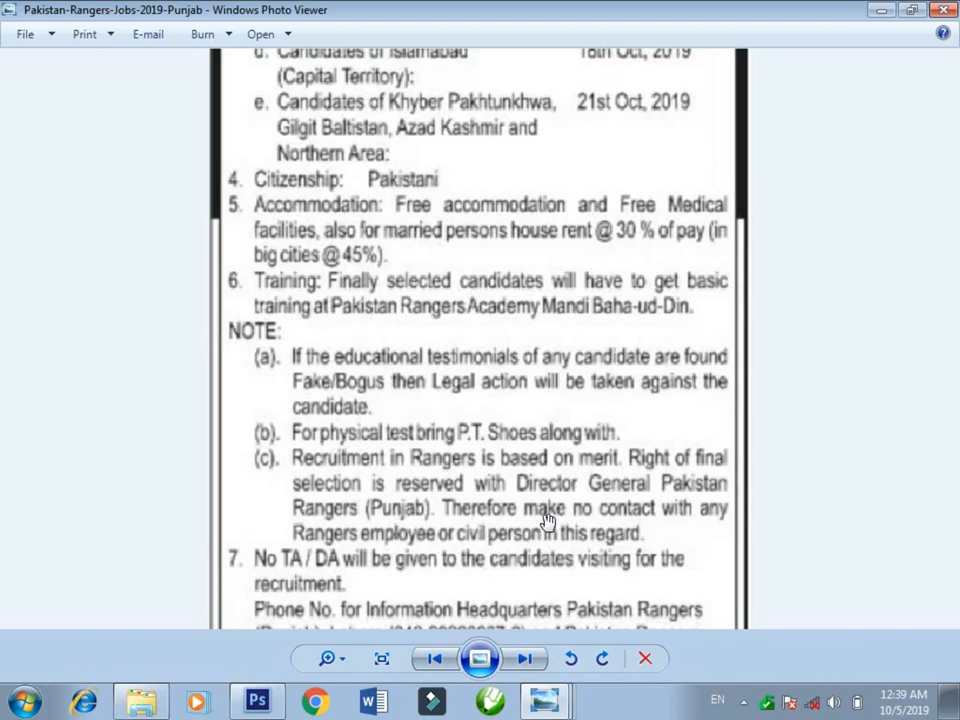 Pakistan-Rangers-Jobs-2019-Punjab - Windows Photo Viewer
File Print E-mail Burn Open
d. Candidates of Islamabad 18th Oct, 2019
(Capital Territory):
e. Candidates of Khyber Pakhtunkhwa, 21st Oct, 2019
Gilgit Baltistan, Azad Kashmir and
Northern Area:
4. Citizenship: Pakistani
5. Accommodation: Free accommodation and Free Medical
facilities, also for married persons house rent @ 30 % of pay (in
big cities @ 45%).
6. Training: Finally selected candidates will have to get basic
training at Pakistan Rangers Academy Mandi Baha-ud-Din.
NOTE:
(a). If the educational testimonials of any candidate are found
Fake/Bogus then Legal action will be taken against the
candidate.
(b). For physical test bring P.T. Shoes along with.
(c). Recruitment in Rangers is based on merit. Right of final
selection is reserved with Director General Pakistan
Rangers (Punjab). Therefore make no contact with any
Rangers employee or civil person in this regard.
7. No TA / DA will be given to the candidates visiting for the
recruitment.
Phone No. for Information Headquarters Pakistan Rangers
Ps
EN
12:39 AM
10/5/2019